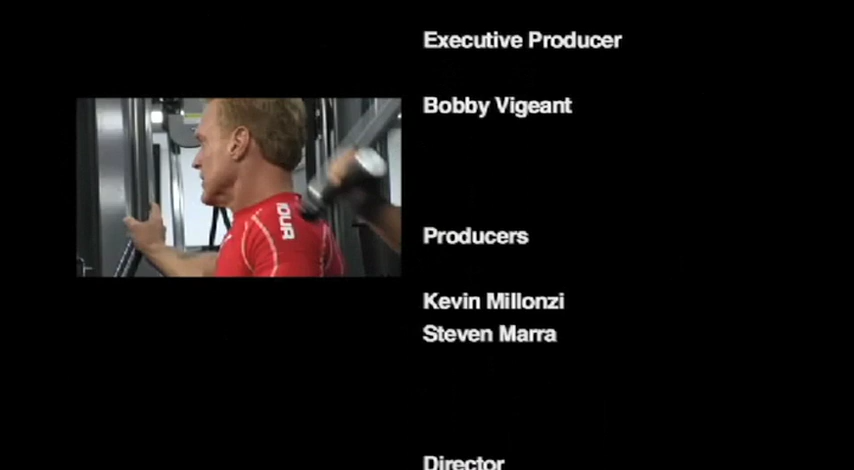 Executive Producer
Bobby Vigeant
Producers
Kevin Millonzi
Steven Marra
Director